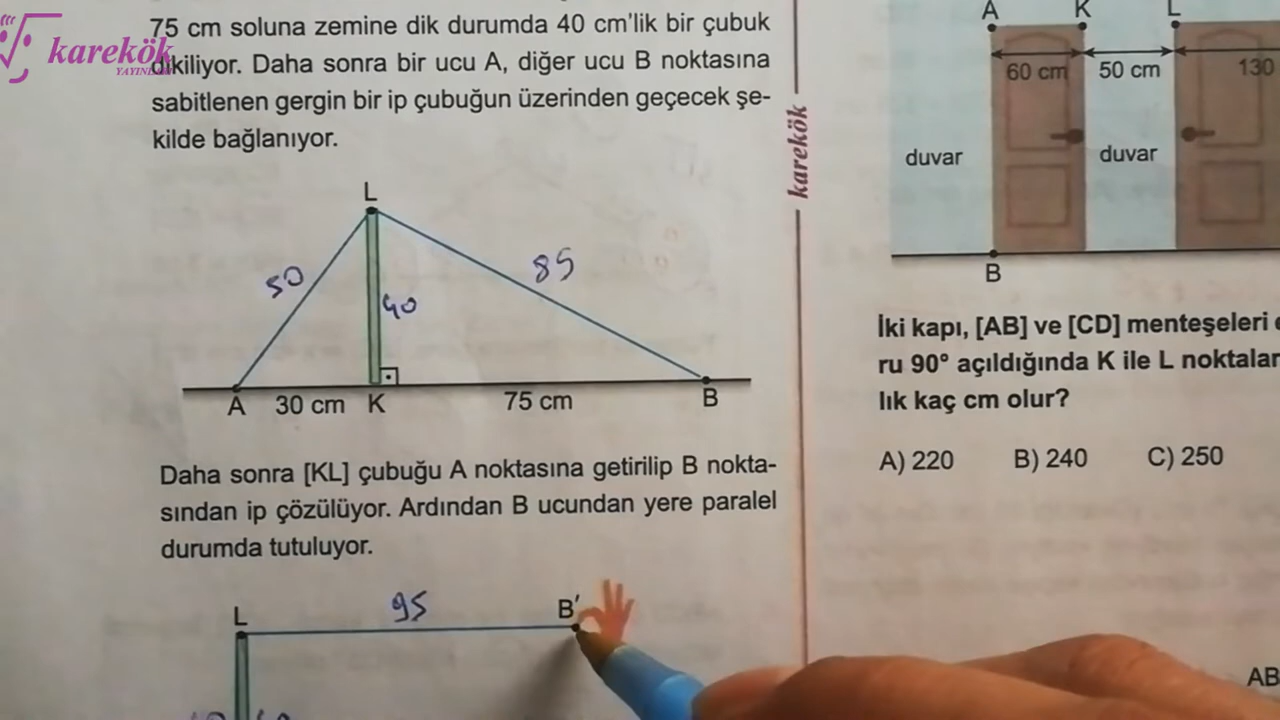 75 cm soluna zemine dik durumda 40 cm'lik bir çubuk
dikiliyor. Daha sonra bir ucu A, diğer ucu B noktasına
sabitlenen gergin bir ip çubuğun üzerinden geçecek şe-
kilde bağlanıyor.
karekök
YAYINLARI
L
50
40
85
A 30 cm K 75 cm B
Daha sonra [KL] çubuğu A noktasına getirilip B nokta-
sından ip çözülüyor. Ardından B ucundan yere paralel
durumda tutuluyor.
L 95 B'
karekök
A K L
60 cm 50 cm 130
duvar duvar
B
İki kapı, [AB] ve [CD] menteşeleri
ru 90° açıldığında K ile L noktalar
lık kaç cm olur?
A) 220 B) 240 C) 250
AB